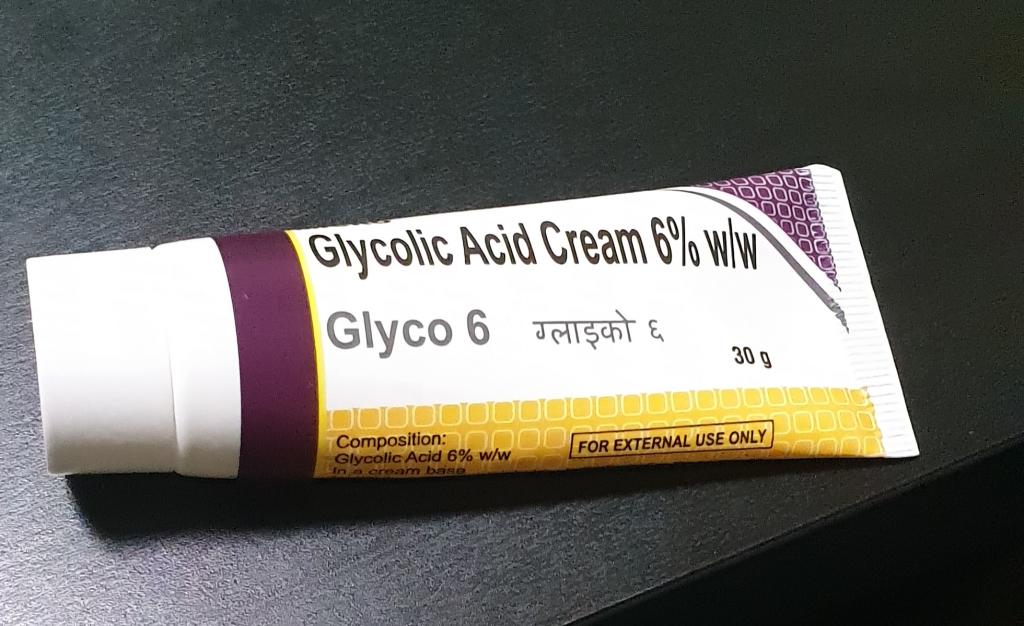 Glycolic Acid Cream 6% w/w
Glyco 6 ग्लाइको ६
30 g
Composition:
Glycolic Acid 6% w/w
In a cream base
FOR EXTERNAL USE ONLY